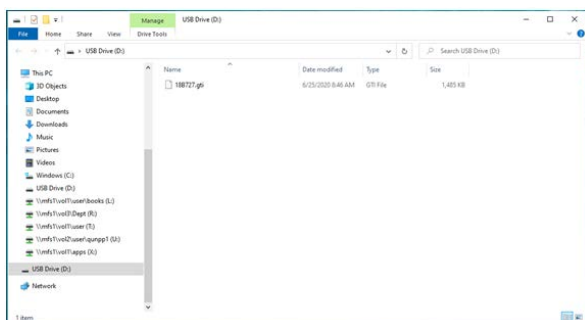 Manage
USB Drive (D:)
File
Home
Share
View
Drive Tools
USB Drive (D:)
Search USB Drive (D:)
Name
Date modified
Type
Size
188727.gti
6/25/2020 8:46 AM
GTI File
1,485 KB
This PC
3D Objects
Desktop
Documents
Downloads
Music
Pictures
Videos
Windows (C:)
USB Drive (D:)
\\mfs1\vol1\user\books (L:)
\\mfs1\vol3\Dept (R:)
\\mfs1\vol1\user (T:)
\\mfs1\vol2\user\qunpp1 (U:)
\\mfs1\vol1\apps (X:)
USB Drive (D:)
Network
1 item